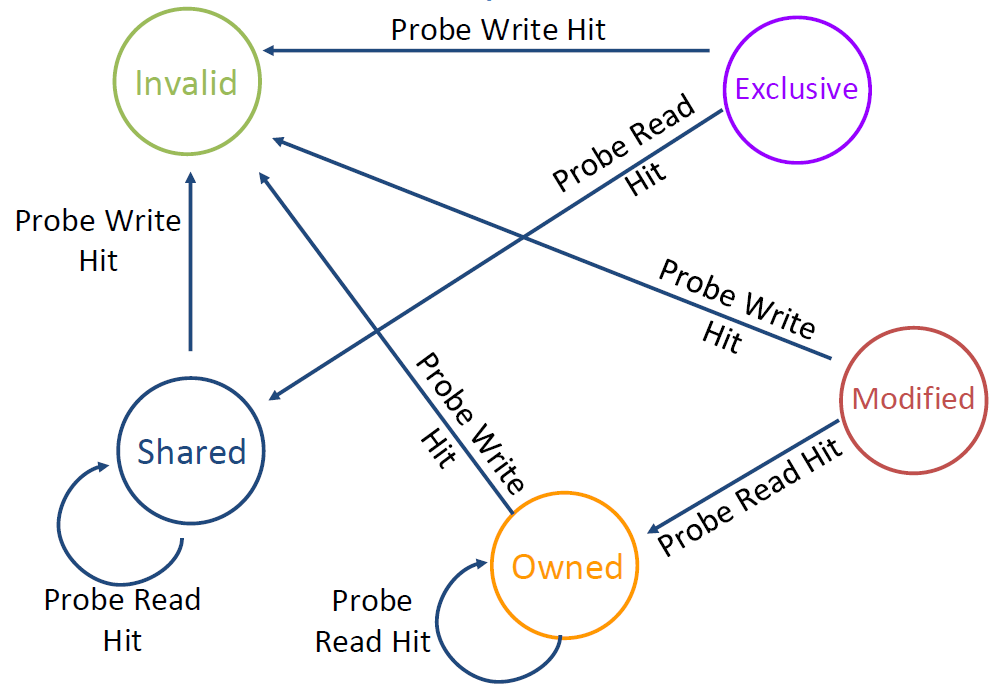 Probe Write Hit
Invalid
Exclusive
Probe Read
Hit
Probe Write
Hit
Probe Write
Hit
Modified
Probe Write
Hit
Shared
Probe Read Hit
Owned
Probe Read
Hit
Probe
Read Hit